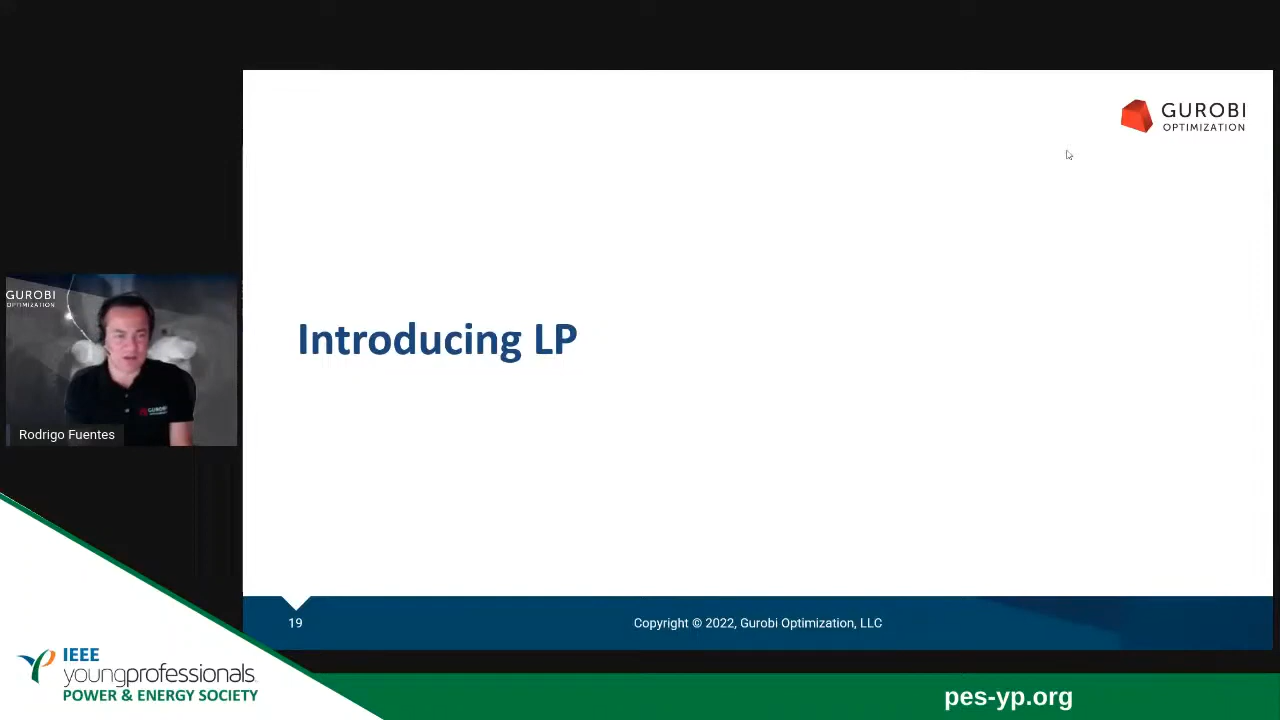 GUROBI
OPTIMIZATION
Introducing LP
GUROBI
OPTIMIZATION
GUROBI
Rodrigo Fuentes
19
Copyright © 2022, Gurobi Optimization, LLC
IEEE
youngprofessionals
POWER & ENERGY SOCIETY
pes-yp.org